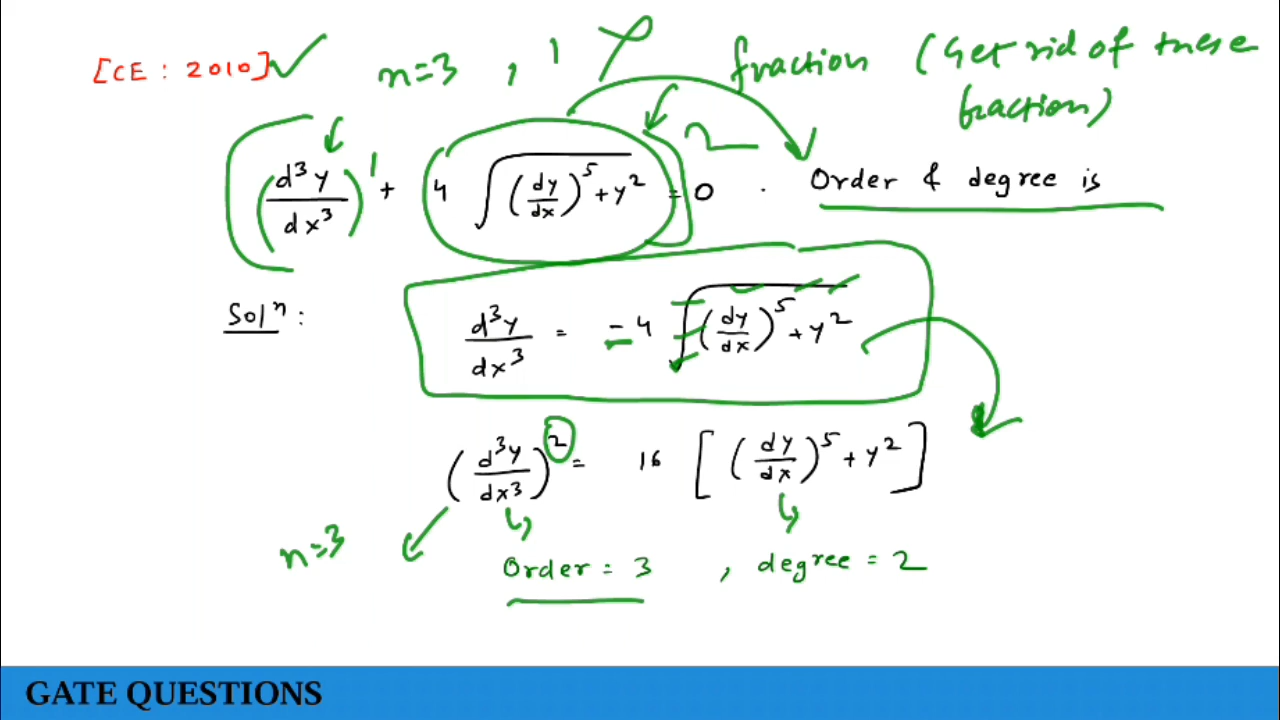 [CE : 2010] n=3 , 1 fraction (Get rid of these fraction)
(d³y/dx³)¹ + 4 √((dy/dx)⁵ + y²) = 0 . Order & degree is
2
Solⁿ :
d³y/dx³ = -4 √((dy/dx)⁵ + y²)
(d³y/dx³)² = 16 [(dy/dx)⁵ + y²]
n=3
Order = 3 , degree = 2
GATE QUESTIONS